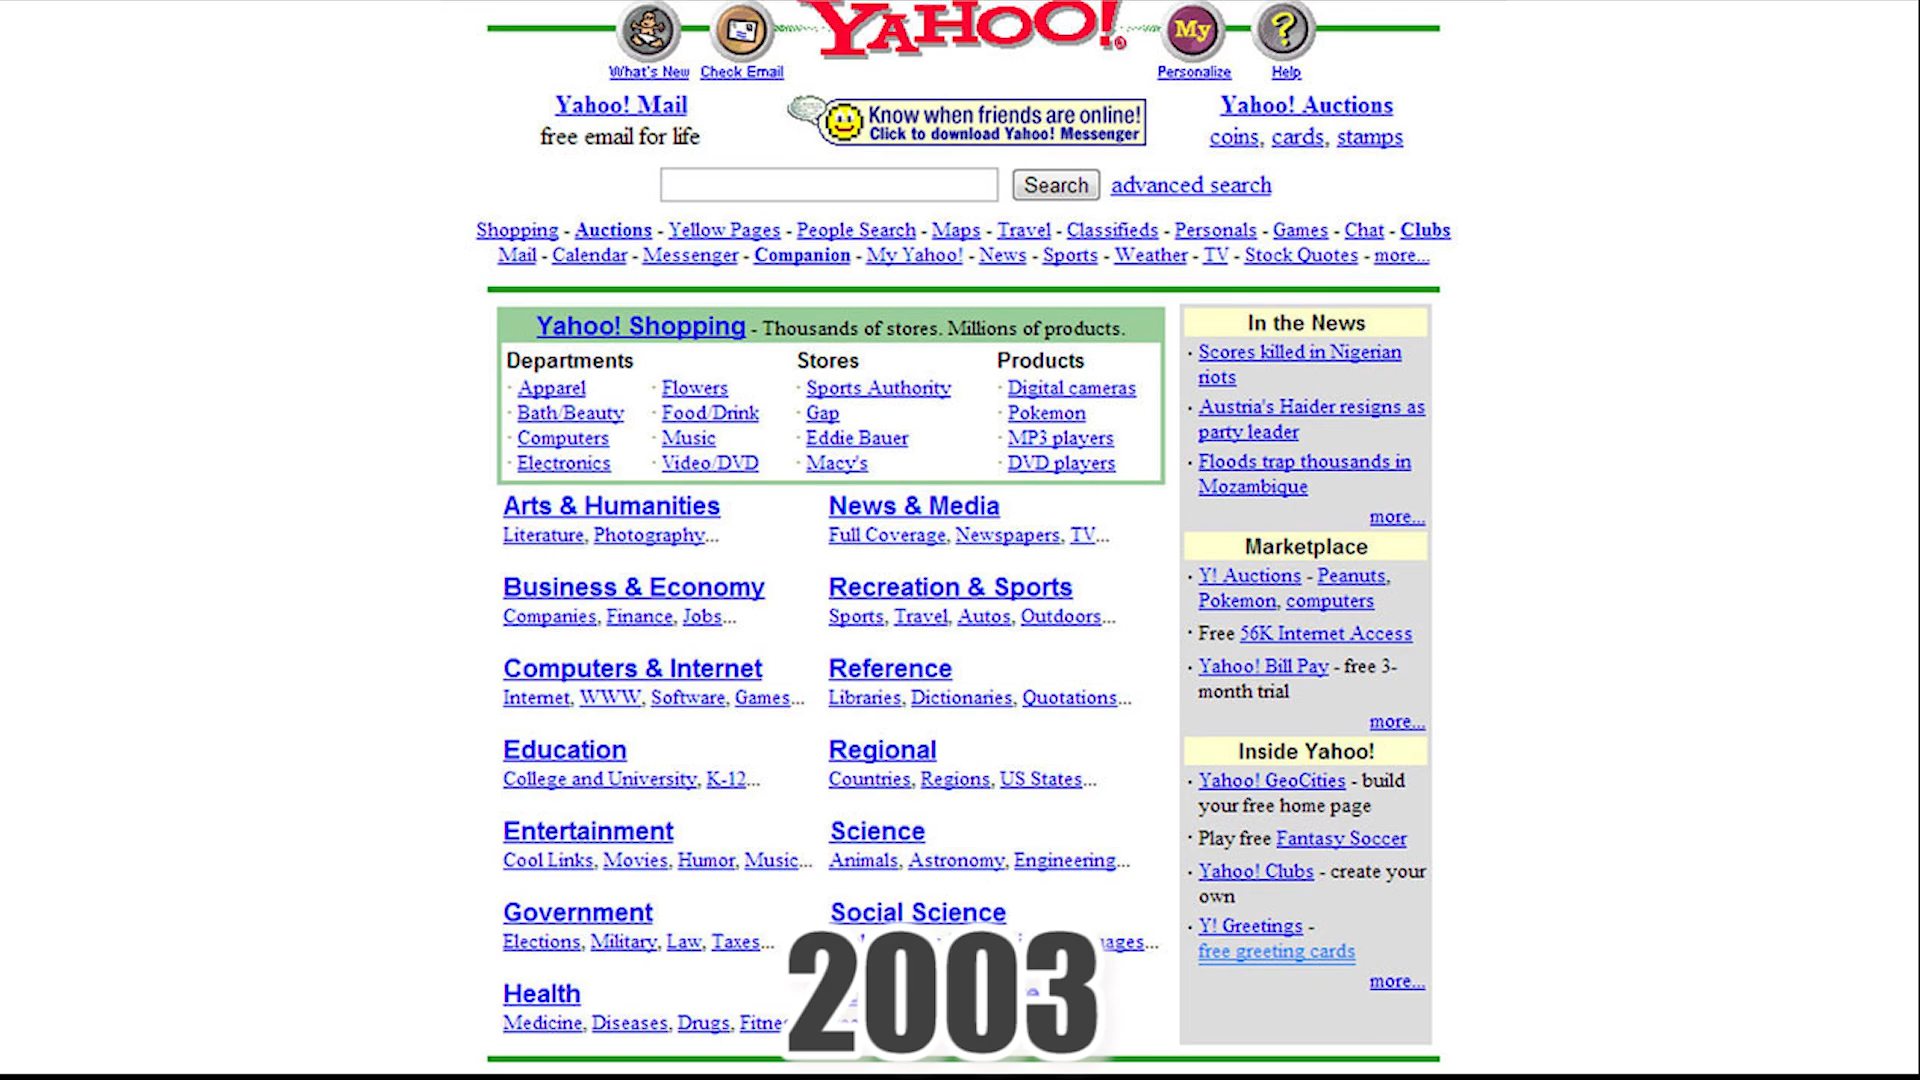 YAHOO!
My
?
What's New
Check Email
Personalize
Help
Yahoo! Mail
free email for life
Know when friends are online!
Click to download Yahoo! Messenger
Yahoo! Auctions
coins, cards, stamps
Search
advanced search
Shopping - Auctions - Yellow Pages - People Search - Maps - Travel - Classifieds - Personals - Games - Chat - Clubs
Mail - Calendar - Messenger - Companion - My Yahoo! - News - Sports - Weather - TV - Stock Quotes - more...
Yahoo! Shopping - Thousands of stores. Millions of products.
Departments
· Apparel
· Bath/Beauty
· Computers
· Electronics
· Flowers
· Food/Drink
· Music
· Video/DVD
Stores
· Sports Authority
· Gap
· Eddie Bauer
· Macy's
Products
· Digital cameras
· Pokemon
· MP3 players
· DVD players
Arts & Humanities
Literature, Photography...
Business & Economy
Companies, Finance, Jobs...
Computers & Internet
Internet, WWW, Software, Games...
Education
College and University, K-12...
Entertainment
Cool Links, Movies, Humor, Music...
Government
Elections, Military, Law, Taxes...
Health
Medicine, Diseases, Drugs,
News & Media
Full Coverage, Newspapers, TV...
Recreation & Sports
Sports, Travel, Autos, Outdoors...
Reference
Libraries, Dictionaries, Quotations...
Regional
Countries, Regions, US States...
Science
Animals, Astronomy, Engineering...
Social Science
2003
In the News
· Scores killed in Nigerian
riots
· Austria's Haider resigns as
party leader
· Floods trap thousands in
Mozambique
more...
Marketplace
· Y! Auctions - Peanuts,
Pokemon, computers
· Free 56K Internet Access
· Yahoo! Bill Pay - free 3-
month trial
more...
Inside Yahoo!
· Yahoo! GeoCities - build
your free home page
· Play free Fantasy Soccer
· Yahoo! Clubs - create your
own
· Y! Greetings -
free greeting cards
more...